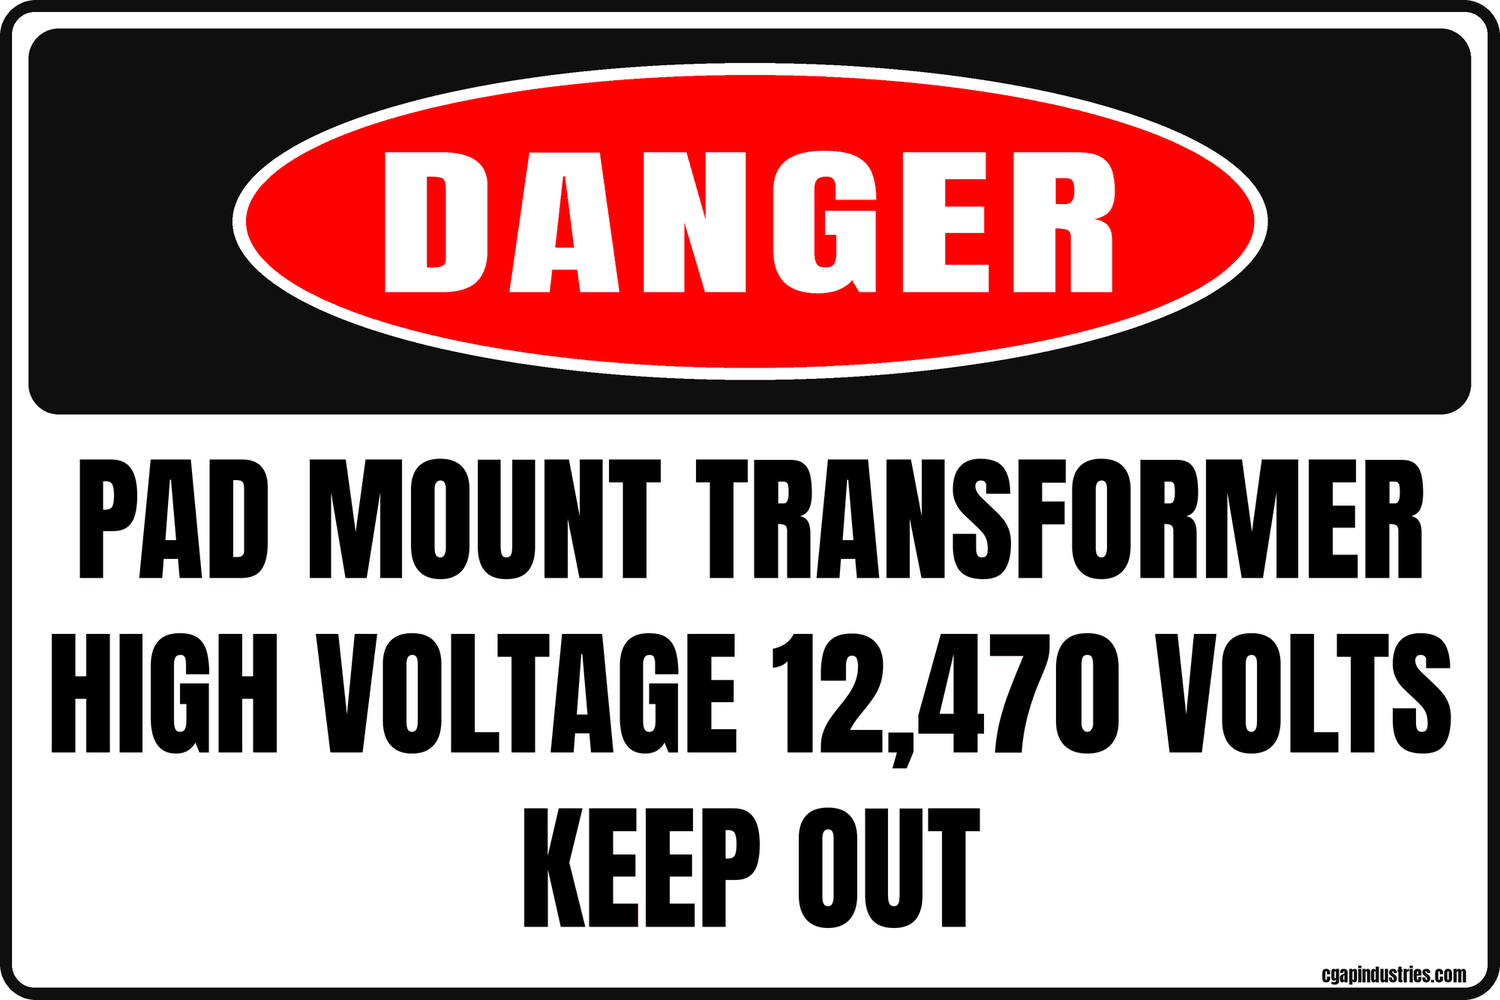 DANGER
PAD MOUNT TRANSFORMER
HIGH VOLTAGE 12,470 VOLTS
KEEP OUT
cgapindustries.com